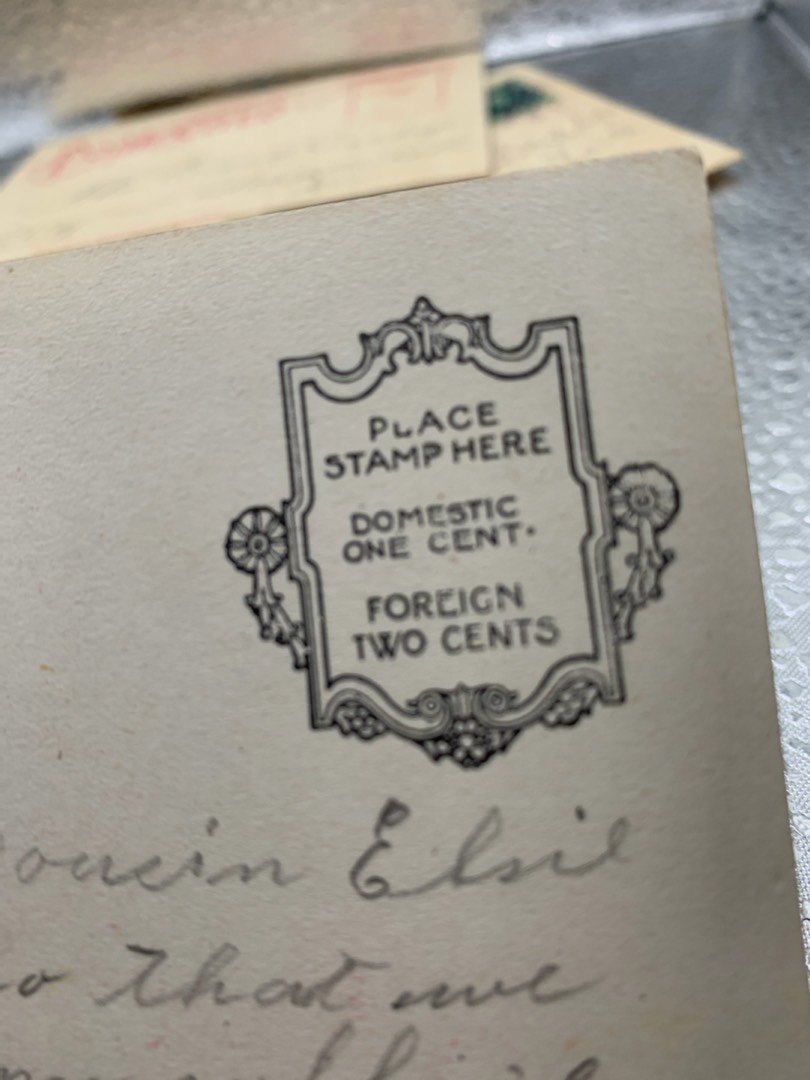 PLACE
STAMP HERE
DOMESTIC
ONE CENT.
FOREIGN
TWO CENTS
cousin Elsie
that we